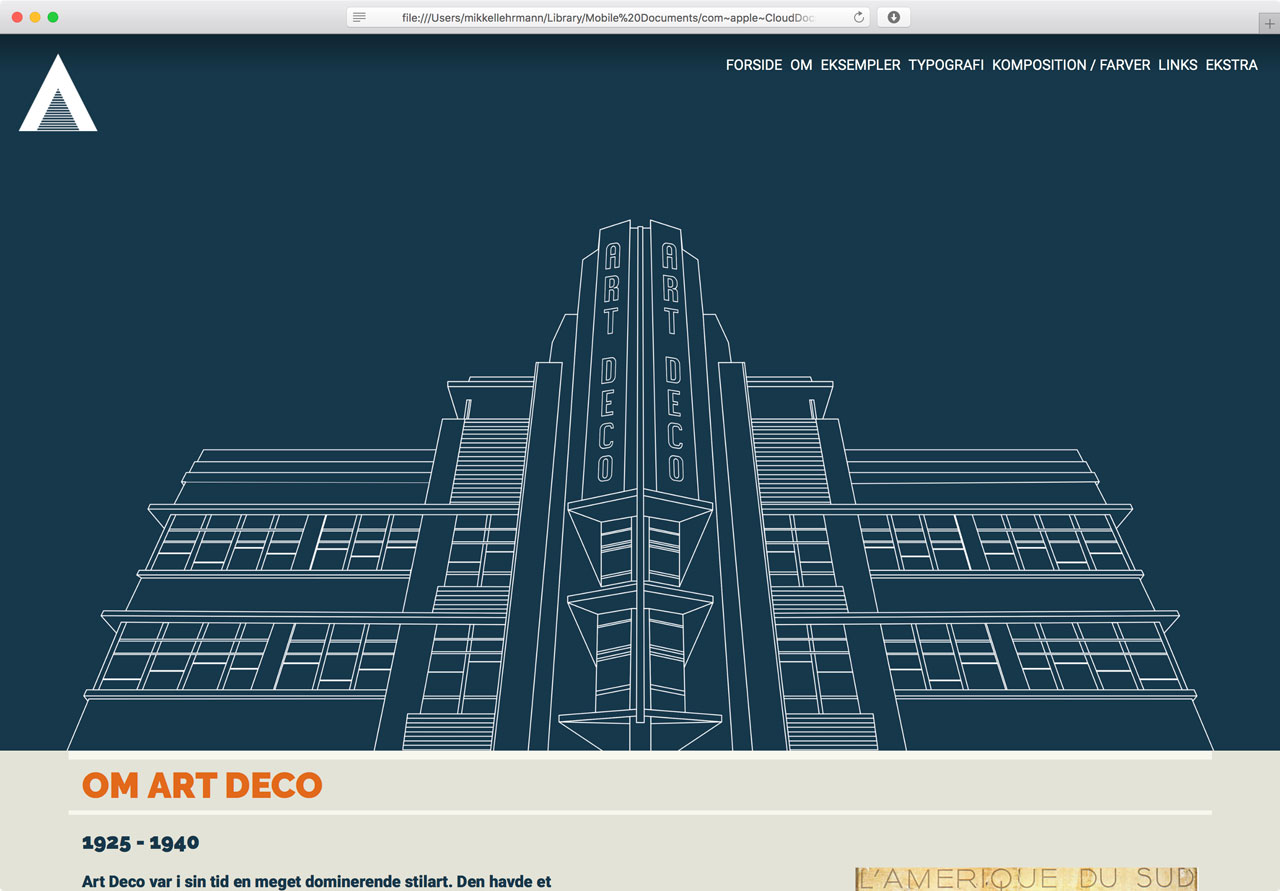 file:///Users/mikkellehrmann/Library/Mobile%20Documents/com~apple~CloudDoc
FORSIDE OM EKSEMPLER TYPOGRAFI KOMPOSITION / FARVER LINKS EKSTRA
ART DECO
ART DECO
OM ART DECO
1925 - 1940
Art Deco var i sin tid en meget dominerende stilart. Den havde et
L'AMERIQUE DU SUD